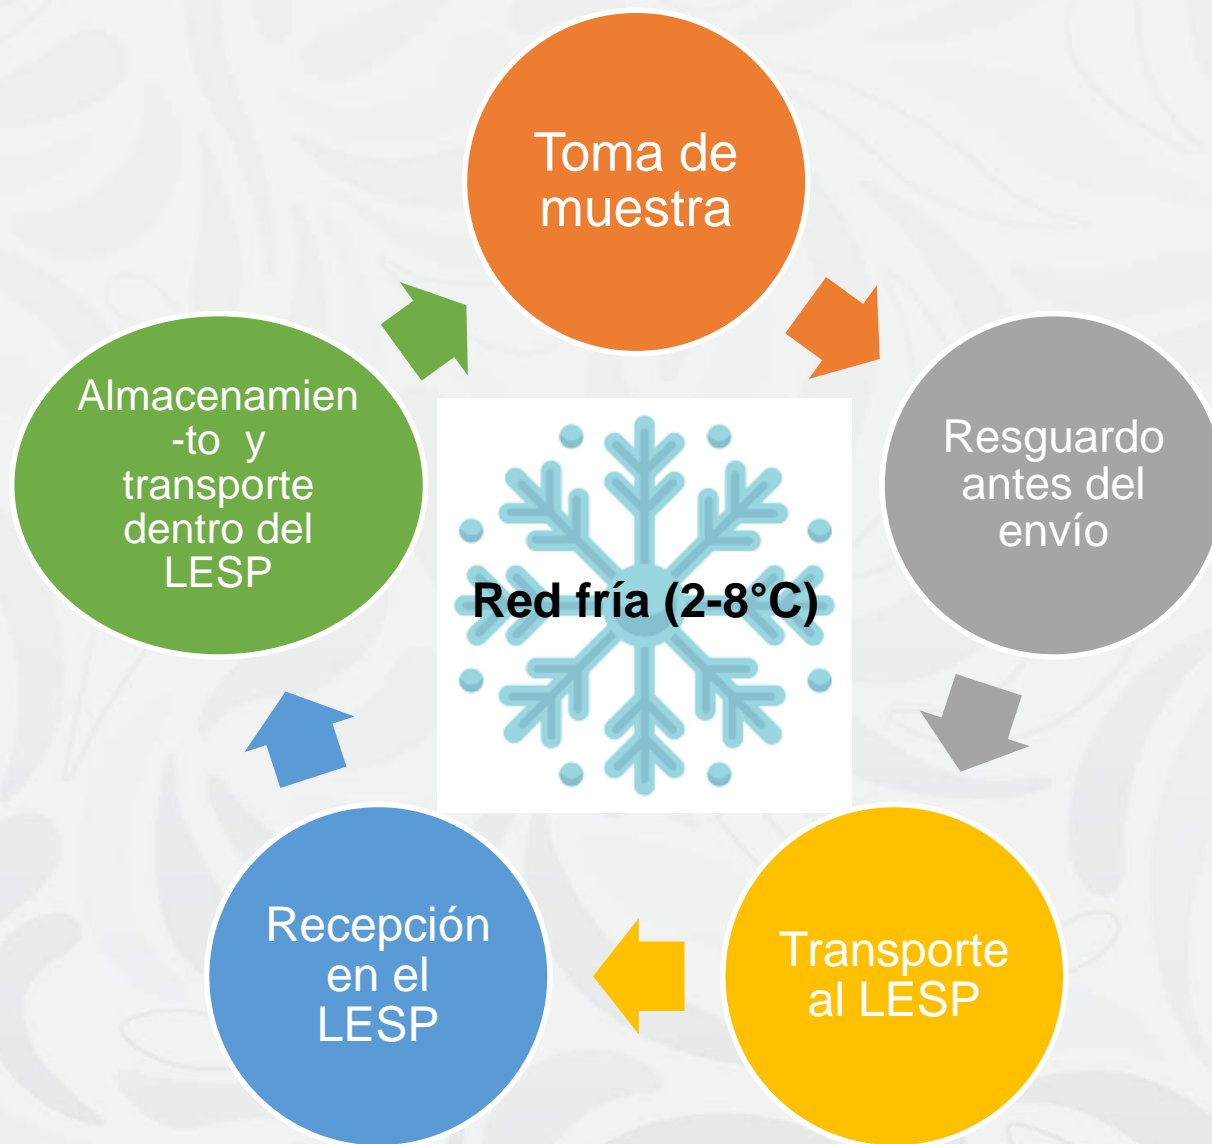 Toma de
muestra
Resguardo
antes del
envío
Transporte
al LESP
Recepción
en el
LESP
Almacenamien
-to y
transporte
dentro del
LESP
Red fría (2-8°C)